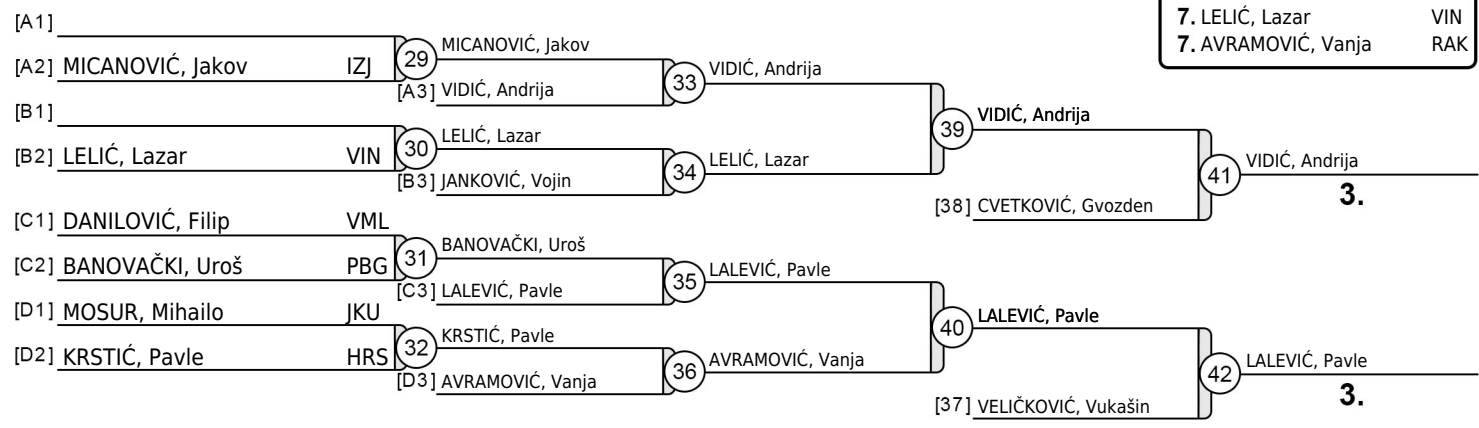 7. LELIĆ, Lazar VIN
7. AVRAMOVIĆ, Vanja RAK
[A1]
[A2] MICANOVIĆ, Jakov IZJ
29
MICANOVIĆ, Jakov
[A3] VIDIĆ, Andrija
33
VIDIĆ, Andrija
[B1]
[B2] LELIĆ, Lazar VIN
30
LELIĆ, Lazar
[B3] JANKOVIĆ, Vojin
34
LELIĆ, Lazar
39
VIDIĆ, Andrija
[38] CVETKOVIĆ, Gvozden
41
VIDIĆ, Andrija
3.
[C1] DANILOVIĆ, Filip VML
[C2] BANOVAČKI, Uroš PBG
31
BANOVAČKI, Uroš
[C3] LALEVIĆ, Pavle
35
LALEVIĆ, Pavle
[D1] MOSUR, Mihailo JKU
[D2] KRSTIĆ, Pavle HRS
32
KRSTIĆ, Pavle
[D3] AVRAMOVIĆ, Vanja
36
AVRAMOVIĆ, Vanja
40
LALEVIĆ, Pavle
[37] VELIČKOVIĆ, Vukašin
42
LALEVIĆ, Pavle
3.